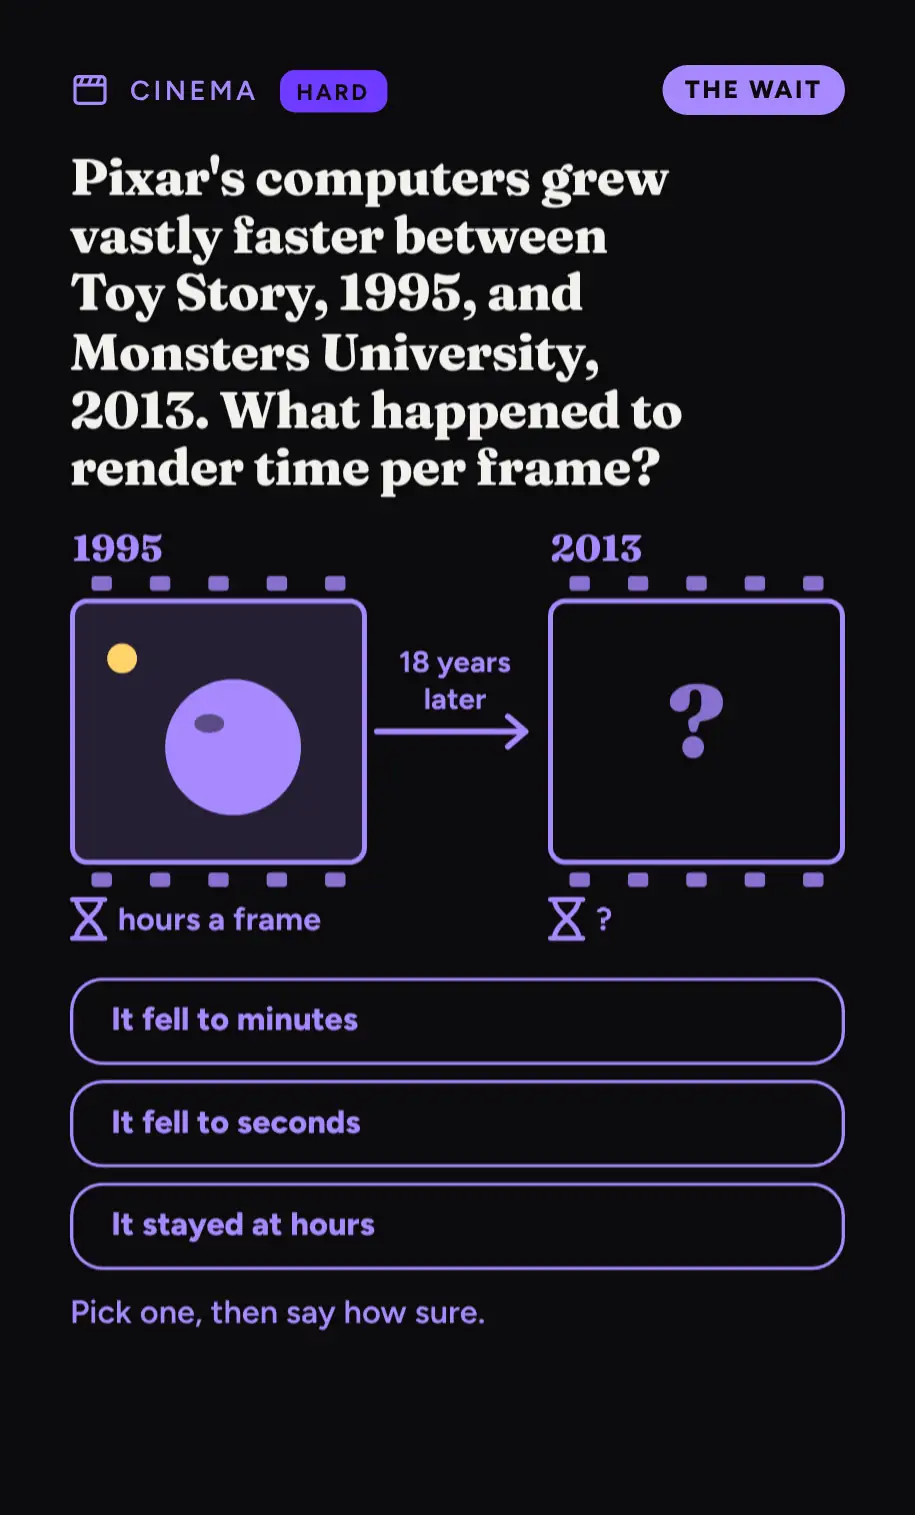 CINEMA HARD THE WAIT
Pixar's computers grew
vastly faster between
Toy Story, 1995, and
Monsters University,
2013. What happened to
render time per frame?
1995 2013
18 years
later
?
hours a frame ?
It fell to minutes
It fell to seconds
It stayed at hours
Pick one, then say how sure.